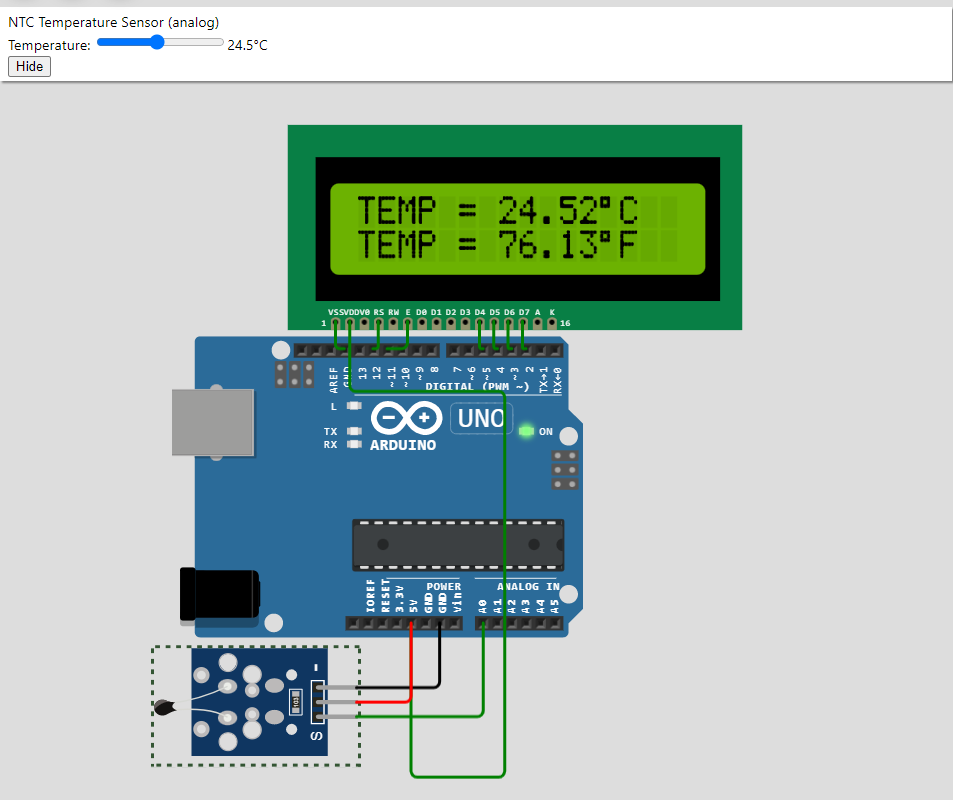 NTC Temperature Sensor (analog)
Temperature: 24.5°C
Hide
TEMP = 24.52°C
TEMP = 76.13°F
VSS VDD V0 RS RW E D0 D1 D2 D3 D4 D5 D6 D7 A K
1 16
AREF GND 13 12 ~11 ~10 ~9 8 7 ~6 ~5 4 ~3 2 TX→1 RX←0
DIGITAL (PWM ~)
L
UNO
TX ON
RX ARDUINO
POWER ANALOG IN
IOREF RESET 3.3V 5V GND GND Vin A0 A1 A2 A3 A4 A5
S